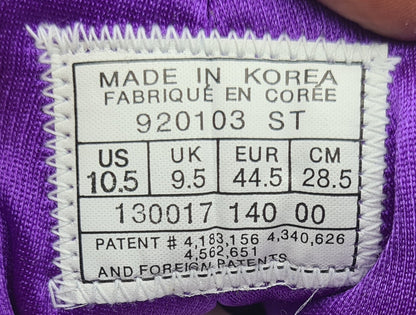 MADE IN KOREA
FABRIQUÉ EN CORÉE
920103 ST
US UK EUR CM
10.5 9.5 44.5 28.5
130017 140 00
PATENT # 4,183,156 4,340,626
4,562,651
AND FOREIGN PATENTS